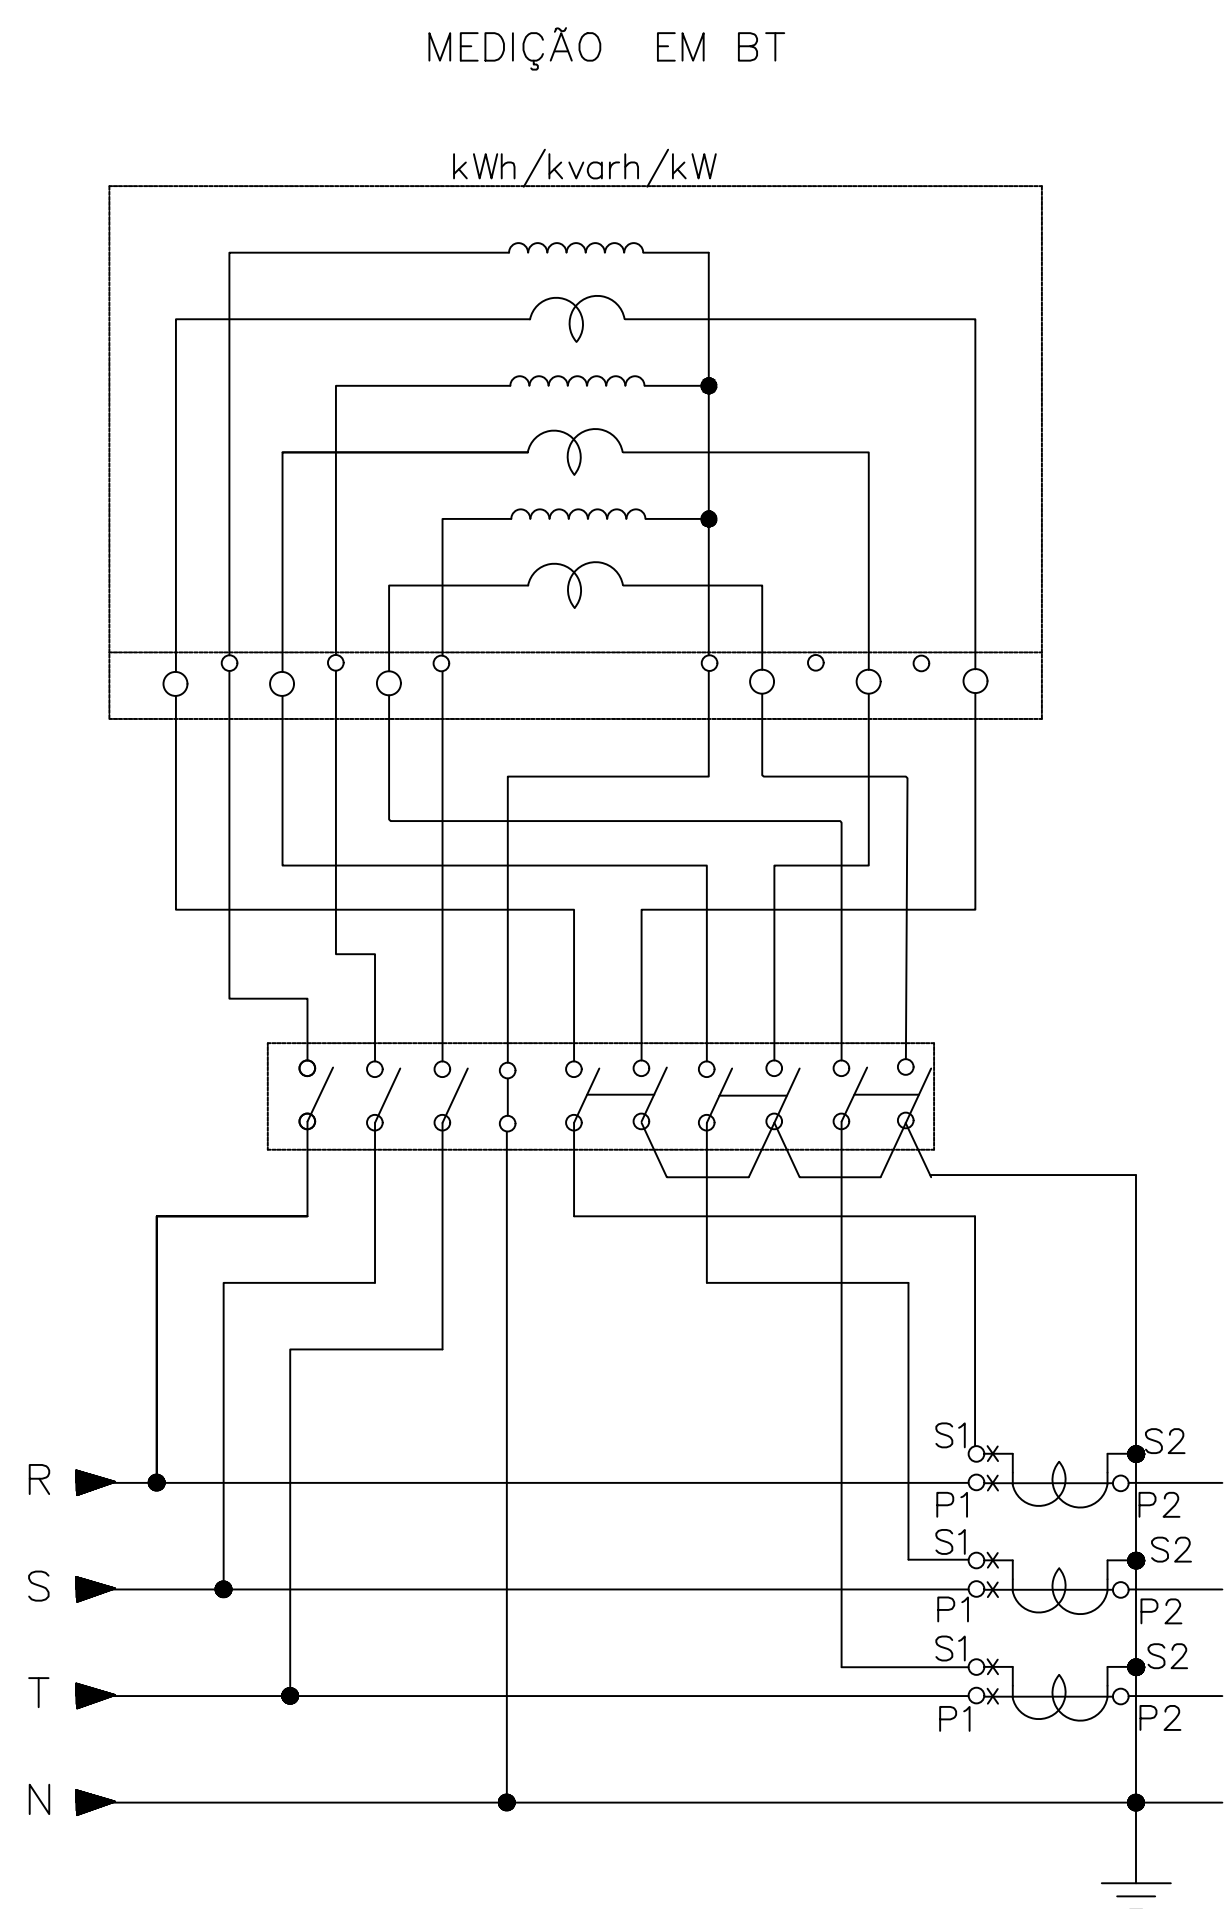 MEDIÇÃO EM BT
kWh/kvarh/kW
S1 S2
R
P1 P2
S1 S2
S
P1 P2
S1 S2
T
P1 P2
N